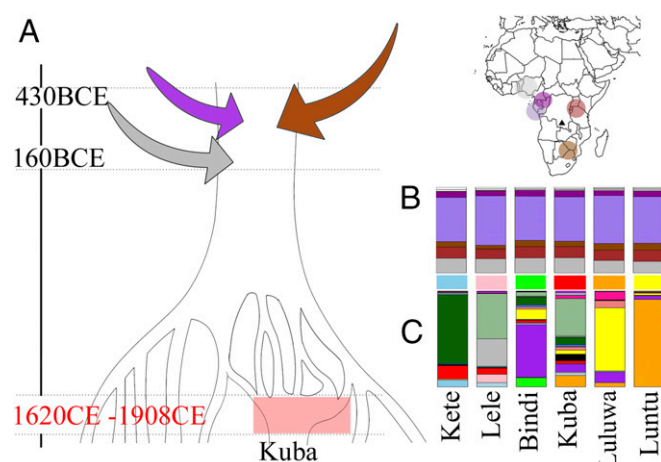 A
430BCE
160BCE
1620CE -1908CE
Kuba
B
C
Kete
Lele
Bindi
Kuba
Luluwa
Luntu